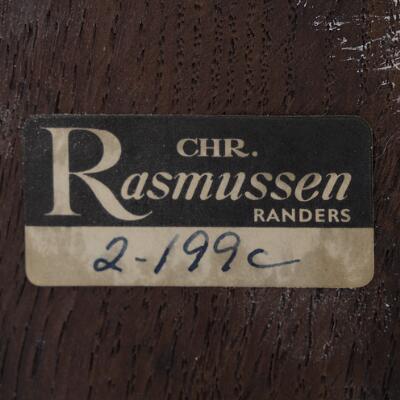 CHR.
Rasmussen
RANDERS
2-199c